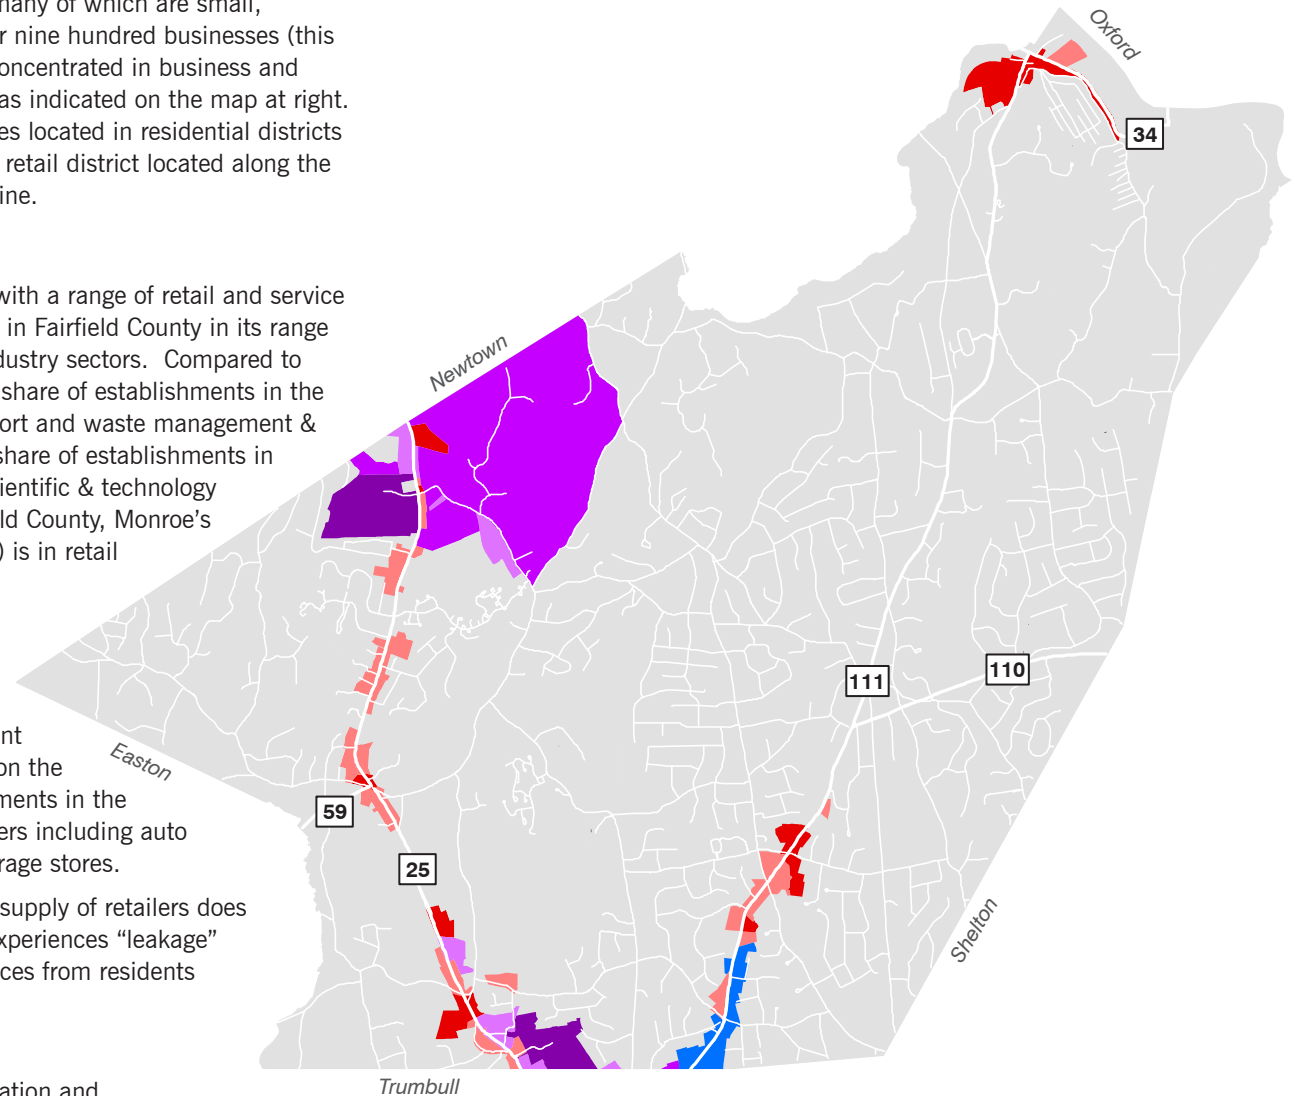 many of which are small,
r nine hundred businesses (this
oncentrated in business and
as indicated on the map at right.
es located in residential districts
retail district located along the
ine.
with a range of retail and service
in Fairfield County in its range
dustry sectors. Compared to
share of establishments in the
ort and waste management &
share of establishments in
ientific & technology
ld County, Monroe’s
) is in retail
nt
on the
ments in the
ers including auto
rage stores.
supply of retailers does
xperiences “leakage”
ces from residents
ation and
Oxford
34
Newtown
111
110
Easton
59
25
Shelton
Trumbull